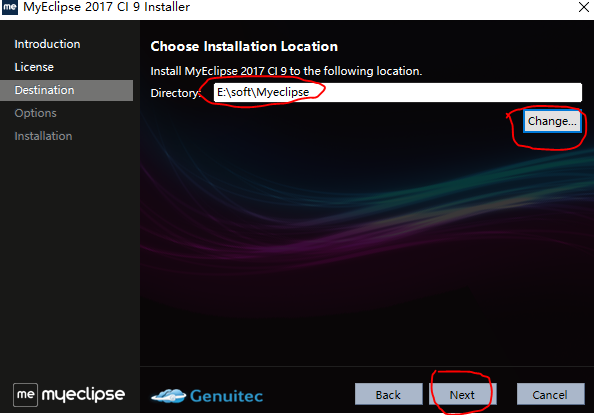 me MyEclipse 2017 CI 9 Installer
Introduction
License
Destination
Options
Installation
Choose Installation Location
Install MyEclipse 2017 CI 9 to the following location.
Directory: E:\soft\Myeclipse
Change...
me myeclipse
Genuitec
Back
Next
Cancel